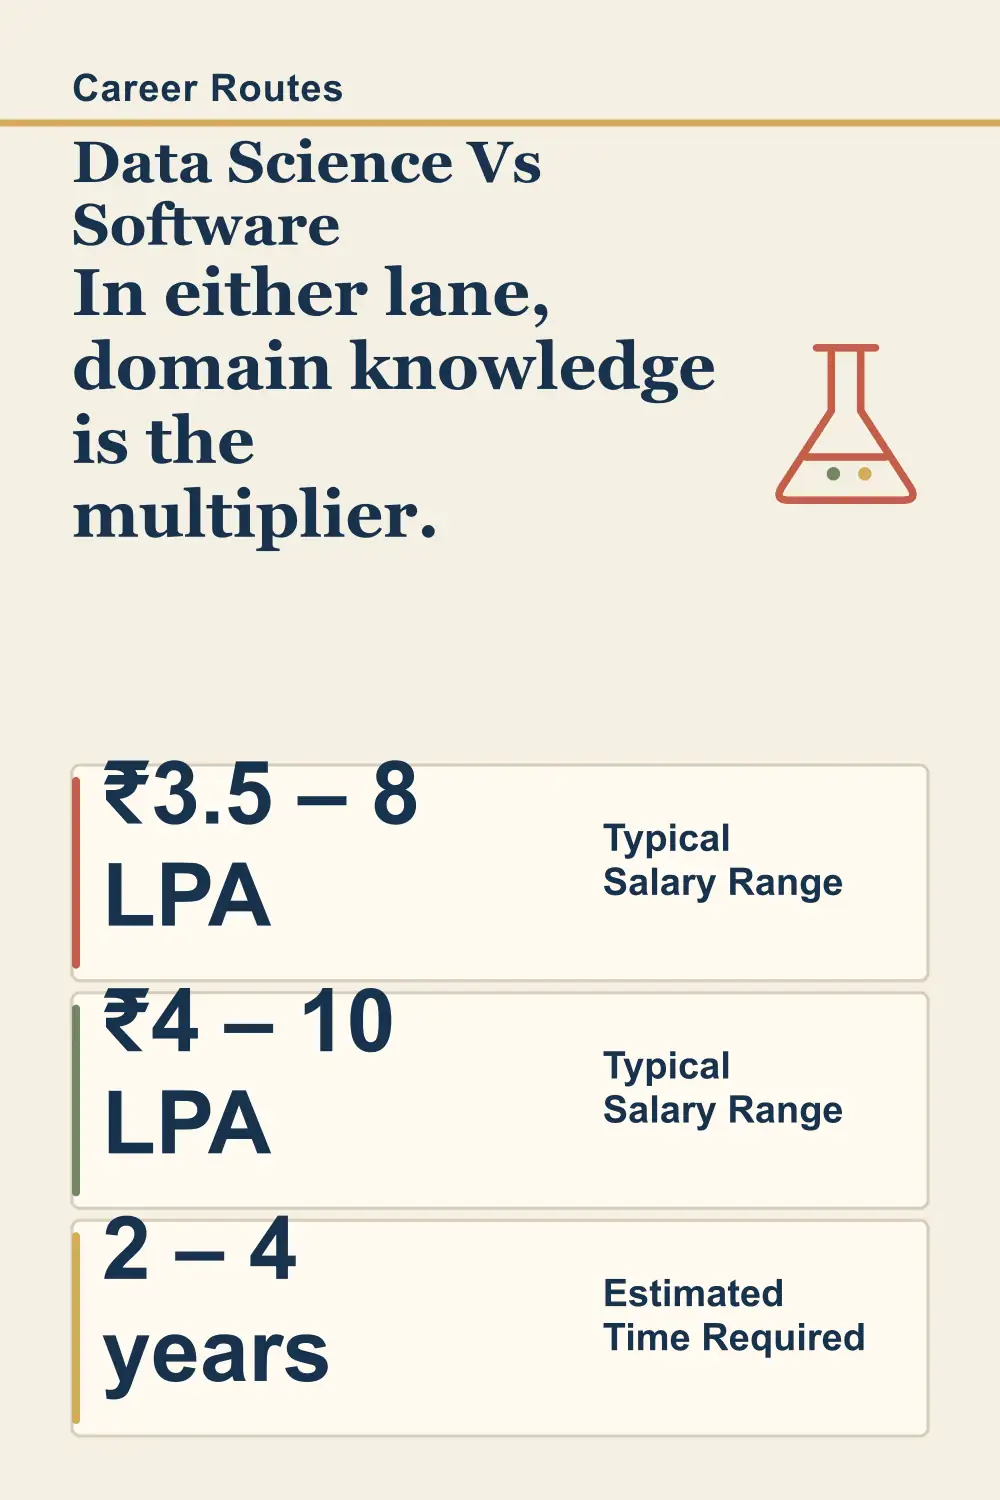 Career Routes
Data Science Vs
Software
In either lane,
domain knowledge
is the
multiplier.
₹3.5 – 8
LPA
Typical
Salary Range
₹4 – 10
LPA
Typical
Salary Range
2 – 4
years
Estimated
Time Required